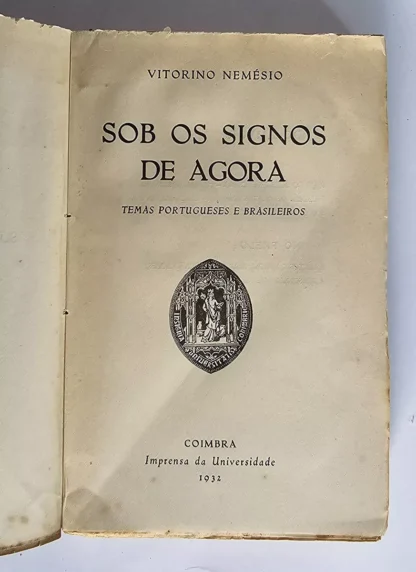 VITORINO NEMÉSIO
SOB OS SIGNOS
DE AGORA
TEMAS PORTUGUESES E BRASILEIROS
COIMBRA
Imprensa da Universidade
1932